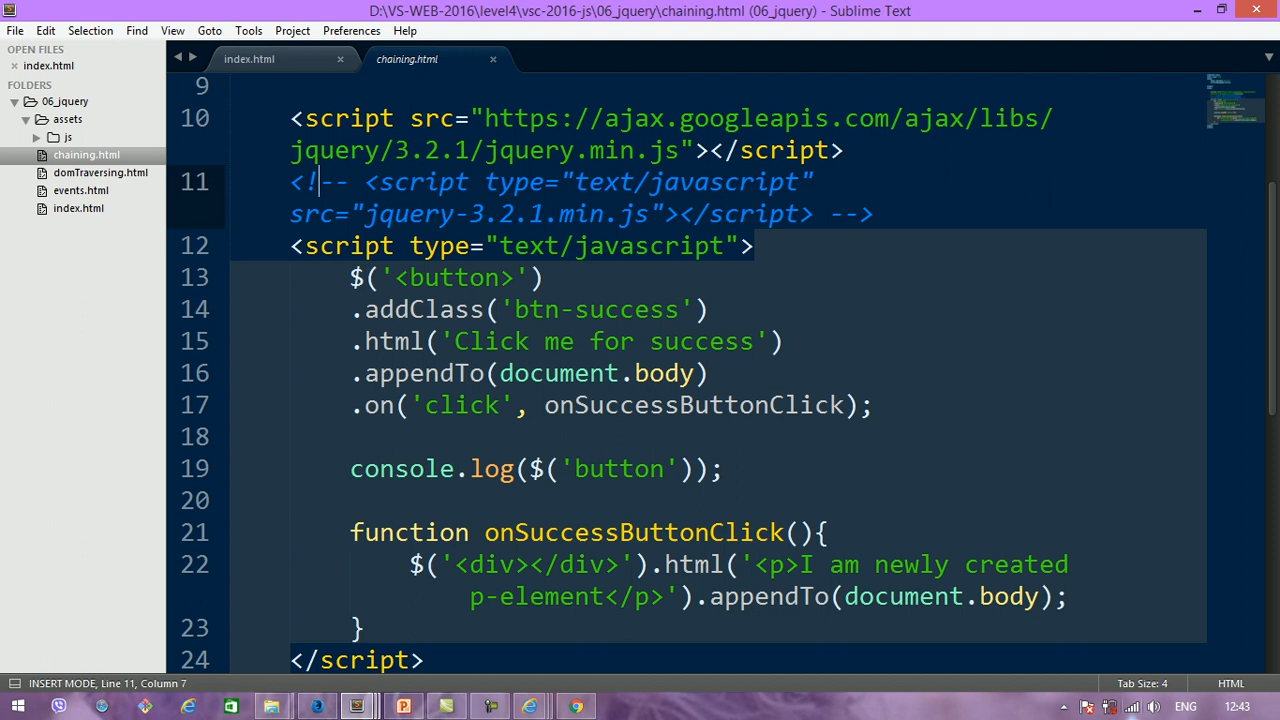 D:\VS-WEB-2016\level4\vsc-2016-js\06_jquery\chaining.html (06_jquery) - Sublime Text
File Edit Selection Find View Goto Tools Project Preferences Help
OPEN FILES
index.html
FOLDERS
06_jquery
assets
js
chaining.html
domTraversing.html
events.html
index.html
index.html chaining.html
9
10 <script src="https://ajax.googleapis.com/ajax/libs/
jquery/3.2.1/jquery.min.js"></script>
11 <!-- <script type="text/javascript"
src="jquery-3.2.1.min.js"></script> -->
12 <script type="text/javascript">
13 $('<button>')
14 .addClass('btn-success')
15 .html('Click me for success')
16 .appendTo(document.body)
17 .on('click', onSuccessButtonClick);
18
19 console.log($('button'));
20
21 function onSuccessButtonClick(){
22 $('<div></div>').html('<p>I am newly created
p-element</p>').appendTo(document.body);
23 }
24 </script>
INSERT MODE, Line 11, Column 7 Tab Size: 4 HTML
ENG 12:43